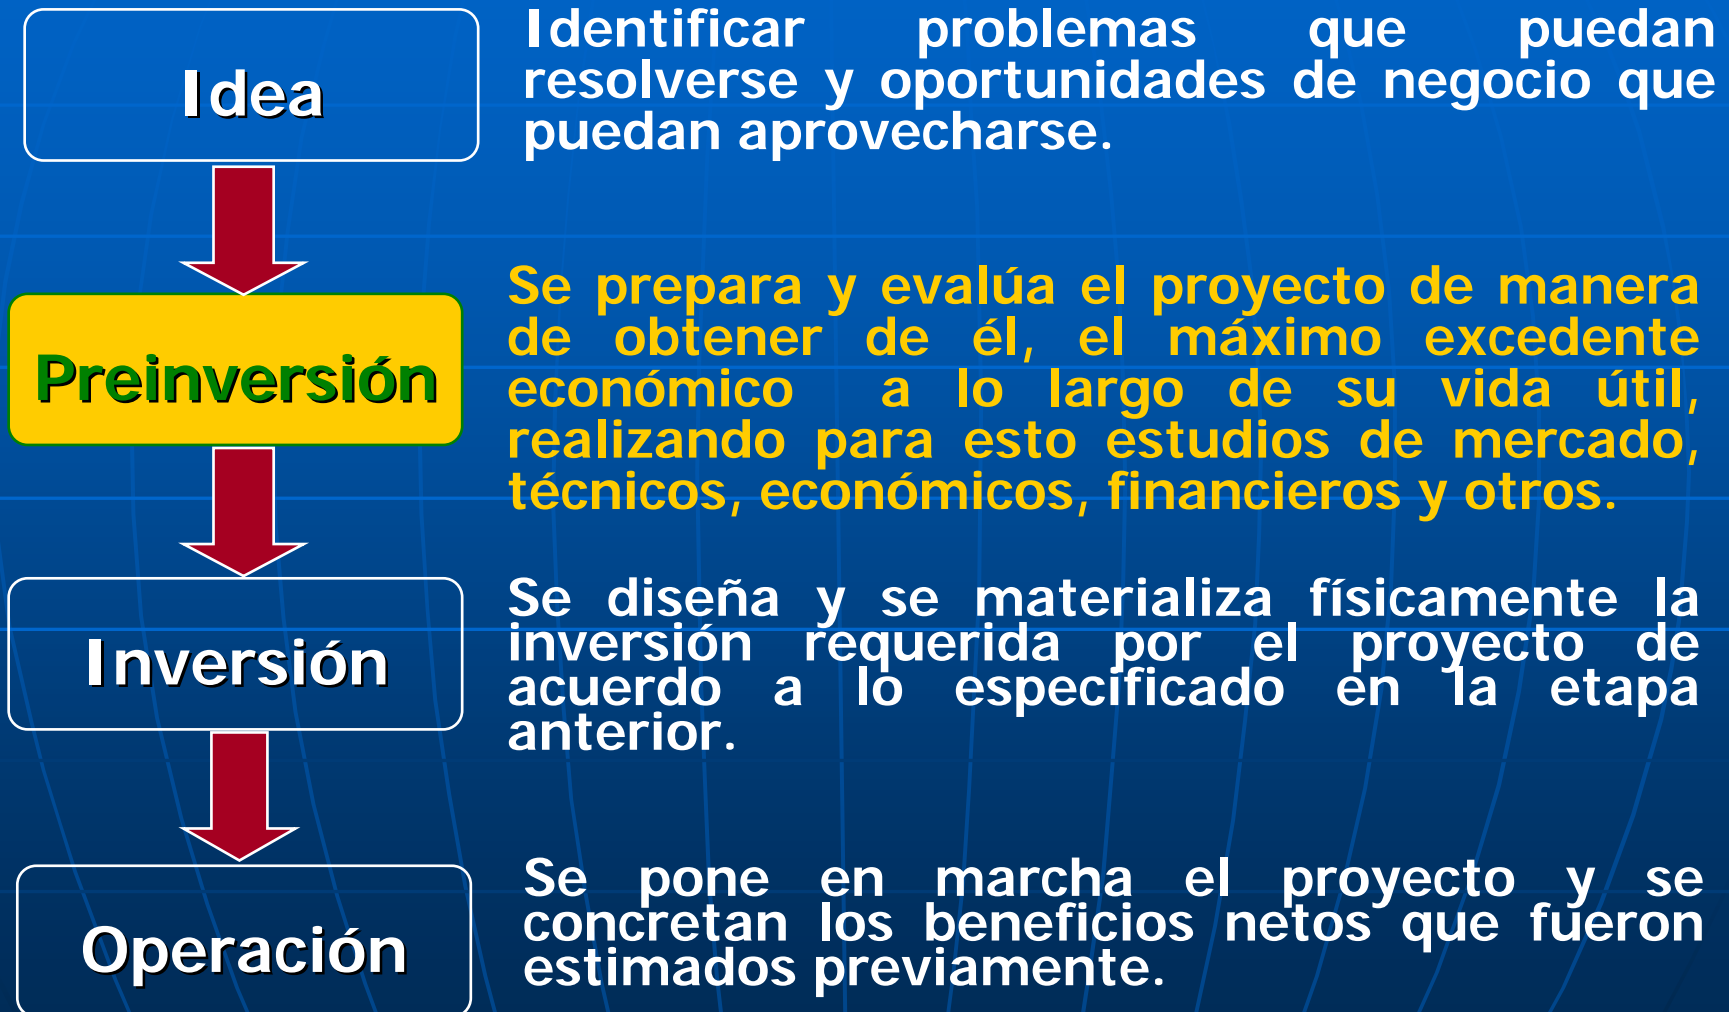 Idea
Identificar problemas que puedan
resolverse y oportunidades de negocio que
puedan aprovecharse.
Preinversión
Se prepara y evalúa el proyecto de manera
de obtener de él, el máximo excedente
económico a lo largo de su vida útil,
realizando para esto estudios de mercado,
técnicos, económicos, financieros y otros.
Inversión
Se diseña y se materializa físicamente la
inversión requerida por el proyecto de
acuerdo a lo especificado en la etapa
anterior.
Operación
Se pone en marcha el proyecto y se
concretan los beneficios netos que fueron
estimados previamente.